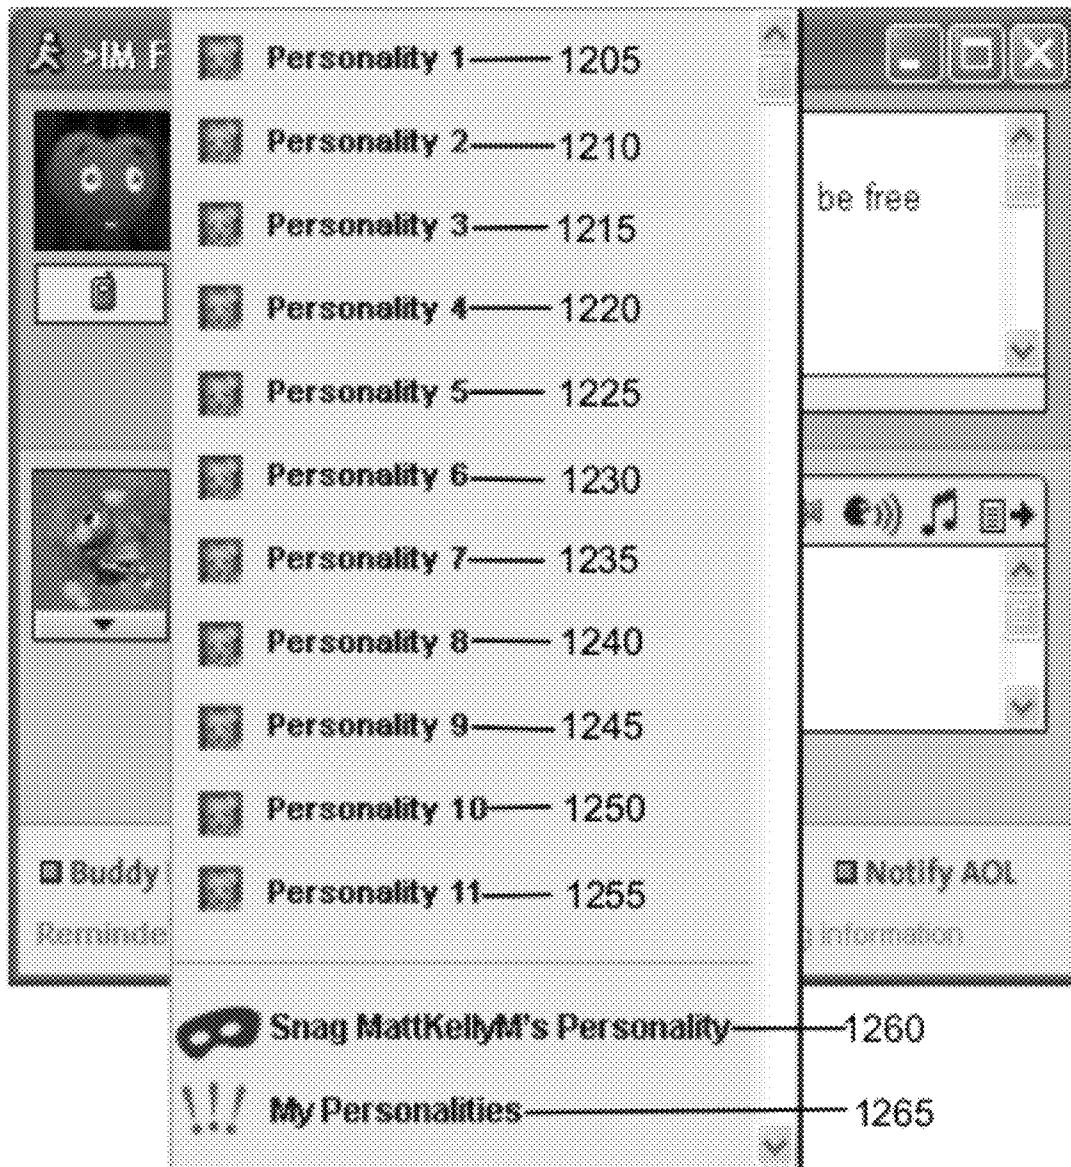 >IM F
Personality 1 1205
Personality 2 1210
be free
Personality 3 1215
Personality 4 1220
Personality 5 1225
Personality 6 1230
Personality 7 1235
Personality 8 1240
Personality 9 1245
Personality 10 1250
Buddy
Notify AOL
Personality 11 1255
Reminde
information
Snag MattKellyM's Personality 1260
My Personalities 1265